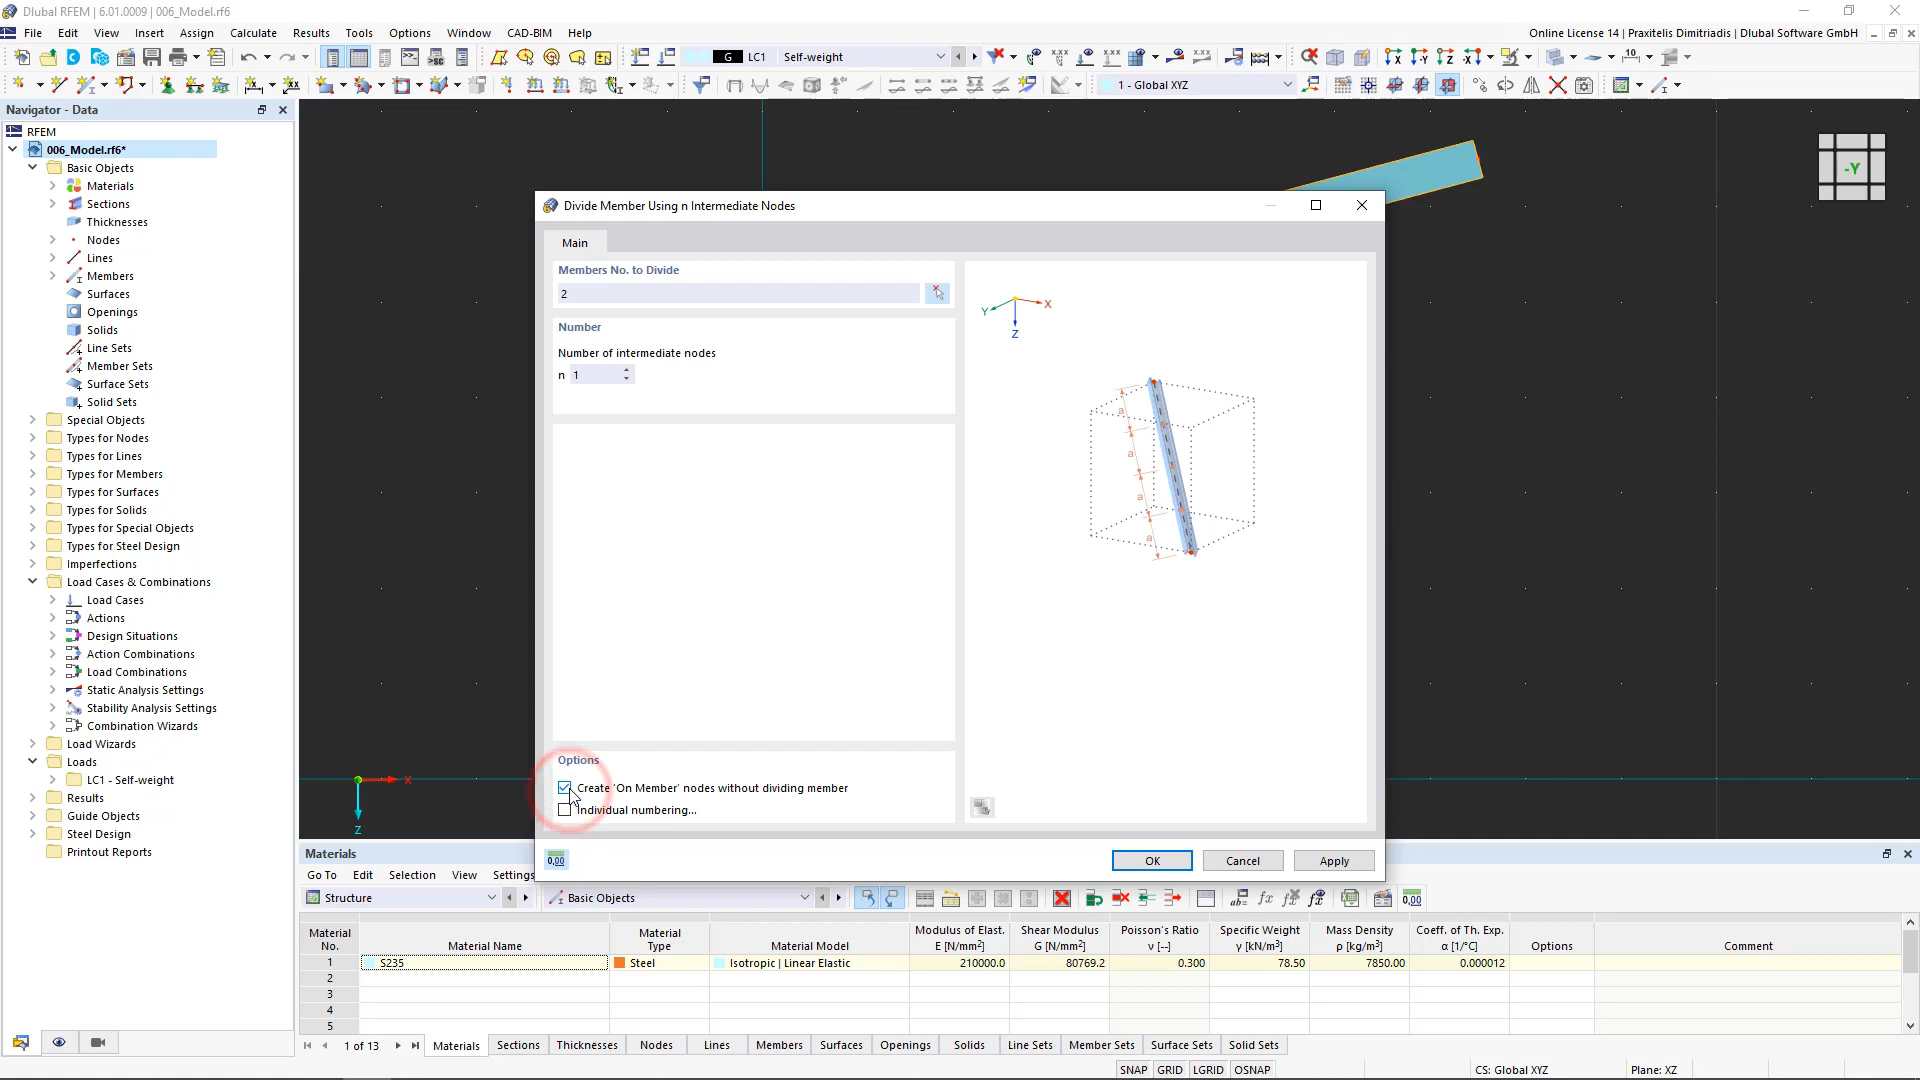 Dlubal RFEM | 6.01.0009 | 006_Model.rf6*
File Edit View Insert Assign Calculate Results Tools Options Window CAD-BIM Help
Online License 14 | Praxitelis Dimitriadis | Dlubal Software GmbH
G LC1 Self-weight
1 - Global XYZ
Navigator - Data
RFEM
006_Model.rf6*
Basic Objects
Materials
Sections
Thicknesses
Nodes
Lines
Members
Surfaces
Openings
Solids
Line Sets
Member Sets
Surface Sets
Solid Sets
Special Objects
Types for Nodes
Types for Lines
Types for Members
Types for Surfaces
Types for Solids
Types for Special Objects
Types for Steel Design
Imperfections
Load Cases & Combinations
Load Cases
Actions
Design Situations
Action Combinations
Load Combinations
Static Analysis Settings
Stability Analysis Settings
Combination Wizards
Load Wizards
Loads
LC1 - Self-weight
Results
Guide Objects
Steel Design
Printout Reports
-Y
X
Z
Divide Member Using n Intermediate Nodes
Main
Members No. to Divide
2
Number
Number of intermediate nodes
n 1
Options
Create 'On Member' nodes without dividing member
Individual numbering...
Y X
Z
a
a
a
a
0,00
OK Cancel Apply
Materials
Go To Edit Selection View Settings
Structure Basic Objects
Material No. Material Name Material Type Material Model Modulus of Elast. E [N/mm²] Shear Modulus G [N/mm²] Poisson's Ratio ν [--] Specific Weight γ [kN/m³] Mass Density ρ [kg/m³] Coeff. of Th. Exp. α [1/°C] Options Comment
1 S235 Steel Isotropic | Linear Elastic 210000.0 80769.2 0.300 78.50 7850.00 0.000012
2
3
4
5
1 of 13 Materials Sections Thicknesses Nodes Lines Members Surfaces Openings Solids Line Sets Member Sets Surface Sets Solid Sets
SNAP GRID LGRID OSNAP CS: Global XYZ Plane: XZ